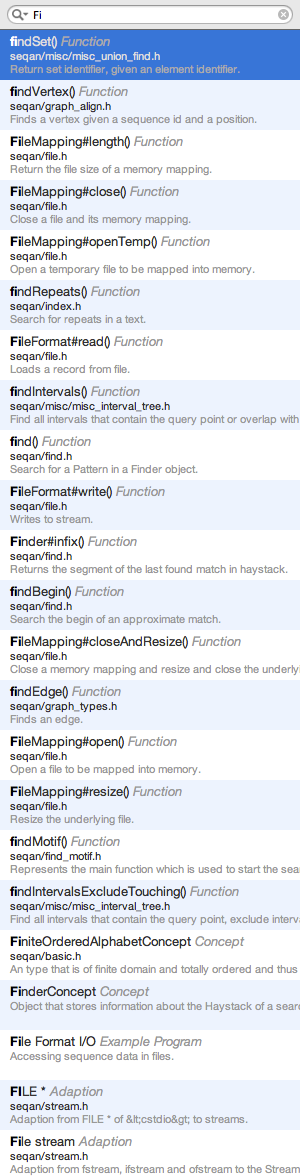 Fi
findSet() Function
seqan/misc/misc_union_find.h
Return set identifier, given an element identifier.
findVertex() Function
seqan/graph_align.h
Finds a vertex given a sequence id and a position.
FileMapping#length() Function
seqan/file.h
Return the file size of a memory mapping.
FileMapping#close() Function
seqan/file.h
Close a file and its memory mapping.
FileMapping#openTemp() Function
seqan/file.h
Open a temporary file to be mapped into memory.
findRepeats() Function
seqan/index.h
Search for repeats in a text.
FileFormat#read() Function
seqan/file.h
Loads a record from file.
findIntervals() Function
seqan/misc/misc_interval_tree.h
Find all intervals that contain the query point or overlap with
find() Function
seqan/find.h
Search for a Pattern in a Finder object.
FileFormat#write() Function
seqan/file.h
Writes to stream.
Finder#infix() Function
seqan/find.h
Returns the segment of the last found match in haystack.
findBegin() Function
seqan/find.h
Search the begin of an approximate match.
FileMapping#closeAndResize() Function
seqan/file.h
Close a memory mapping and resize and close the underlyi
findEdge() Function
seqan/graph_types.h
Finds an edge.
FileMapping#open() Function
seqan/file.h
Open a file to be mapped into memory.
FileMapping#resize() Function
seqan/file.h
Resize the underlying file.
findMotif() Function
seqan/find_motif.h
Represents the main function which is used to start the sea
findIntervalsExcludeTouching() Function
seqan/misc/misc_interval_tree.h
Find all intervals that contain the query point, exclude interv
FiniteOrderedAlphabetConcept Concept
seqan/basic.h
An type that is of finite domain and totally ordered and thus
FinderConcept Concept
Object that stores information about the Haystack of a sear
File Format I/O Example Program
Accessing sequence data in files.
FILE * Adaption
seqan/stream.h
Adaption from FILE * of &lt;cstdio&gt; to streams.
File stream Adaption
seqan/stream.h
Adaption from fstream, ifstream and ofstream to the Stream